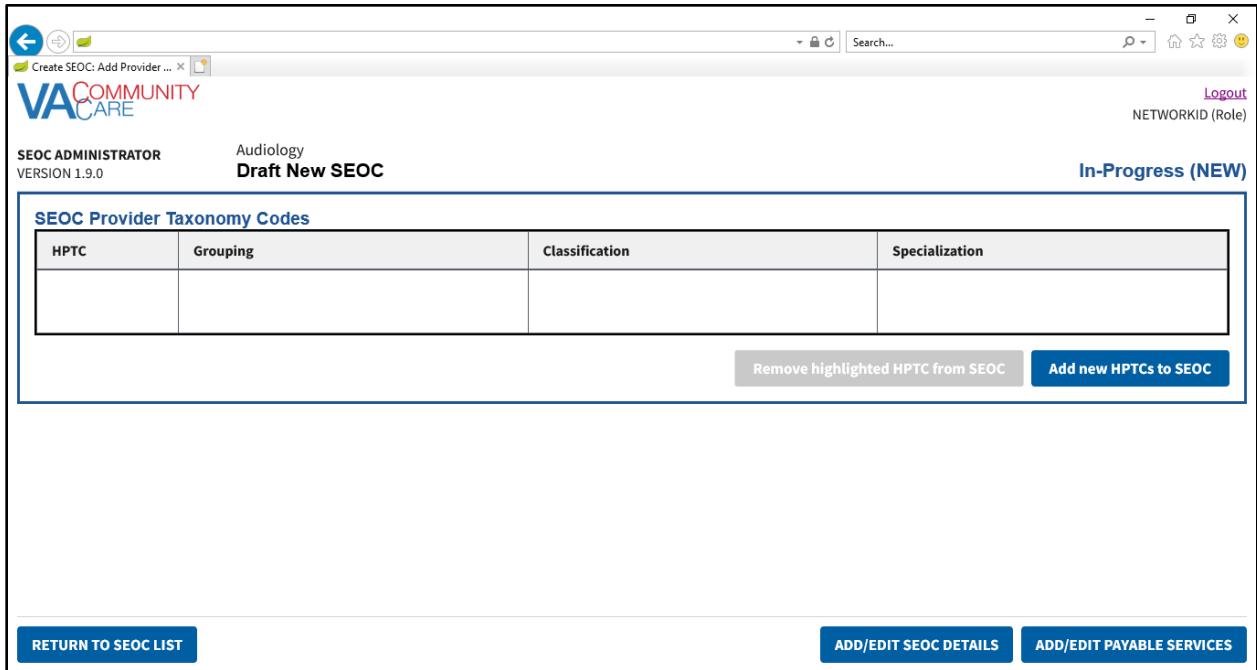 Search...
Create SEOC: Add Provider ...
VA COMMUNITY CARE
Logout
NETWORKID (Role)
SEOC ADMINISTRATOR
VERSION 1.9.0
Audiology
Draft New SEOC
In-Progress (NEW)
SEOC Provider Taxonomy Codes
HPTC Grouping Classification Specialization
Remove highlighted HPTC from SEOC Add new HPTCs to SEOC
RETURN TO SEOC LIST ADD/EDIT SEOC DETAILS ADD/EDIT PAYABLE SERVICES